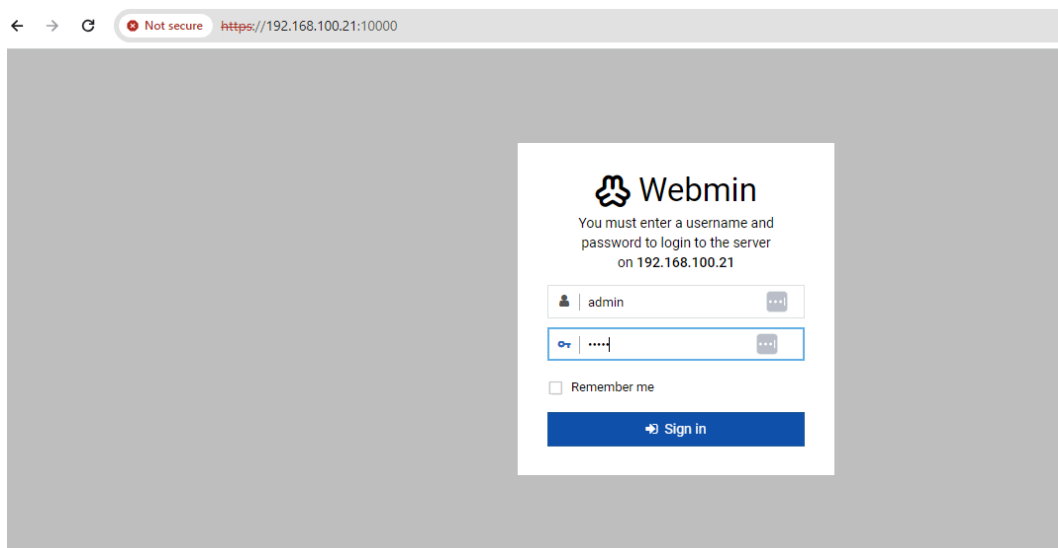 Not secure https://192.168.100.21:10000
Webmin
You must enter a username and
password to login to the server
on 192.168.100.21
admin
•••••
Remember me
Sign in